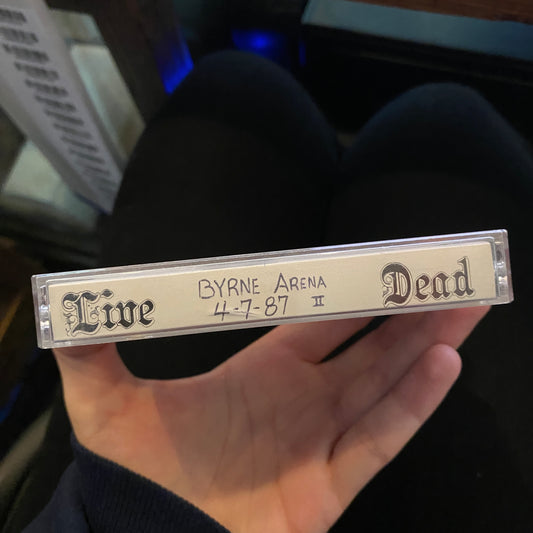 Live
BYRNE ARENA
4-7-87 II
Dead